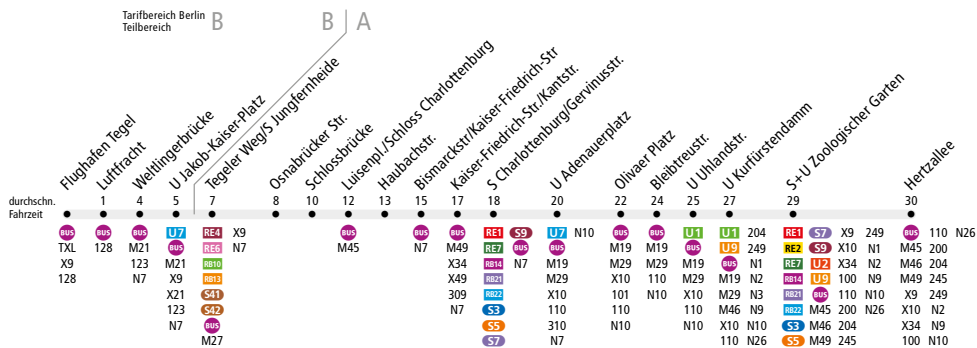 Tarifbereich Berlin
Teilbereich
B
B
A
Flughafen Tegel
Luftfracht
Weltlingerbrücke
U Jakob-Kaiser-Platz
Tegeler Weg/S Jungfernheide
Osnabrücker Str.
Schlossbrücke
Luisenpl./Schloss Charlottenburg
Haubachstr.
Bismarckstr/Kaiser-Friedrich-Str
Kaiser-Friedrich-Str./Kantstr.
S Charlottenburg/Gervinusstr.
U Adenauerplatz
Olivaer Platz
Bleibtreustr.
U Uhlandstr.
U Kurfürstendamm
S+U Zoologischer Garten
Hertzallee
durchschn.
Fahrzeit
1 4 5 7 8 10 12 13 15 17 18 20 22 24 25 27 29 30
BUS BUS BUS U7 RE4 X9 BUS BUS BUS RE1 S9 U7 N10 BUS BUS U1 U1 204 RE1 S7 X9 249 BUS 110 N26
TXL 128 M21 BUS RE6 N7 M45 N7 M49 RE7 BUS BUS M19 M19 BUS U9 249 RE2 S9 X10 N1 M45 200
X9 123 M21 RB10 X34 RB14 N7 M19 M29 M29 M19 BUS N1 RE7 U2 X34 N2 M46 204
128 N7 X9 RB13 X49 RB21 M29 X10 110 M29 M19 N2 RB14 U9 100 N9 M49 245
X21 S41 309 RB22 X10 101 N10 X10 M29 N3 RB21 BUS 110 N10 X9 249
123 S42 N7 S3 110 110 110 M46 N9 RB22 M45 200 N26 X10 N2
N7 BUS S5 310 N10 N10 X10 N10 S3 M46 204 X34 N9
M27 S7 N7 110 N26 S5 M49 245 100 N10